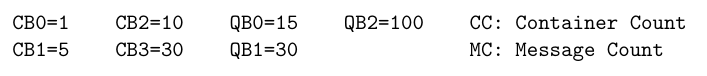 CB0=1 CB2=10 QB0=15 QB2=100 CC: Container Count
CB1=5 CB3=30 QB1=30 MC: Message Count